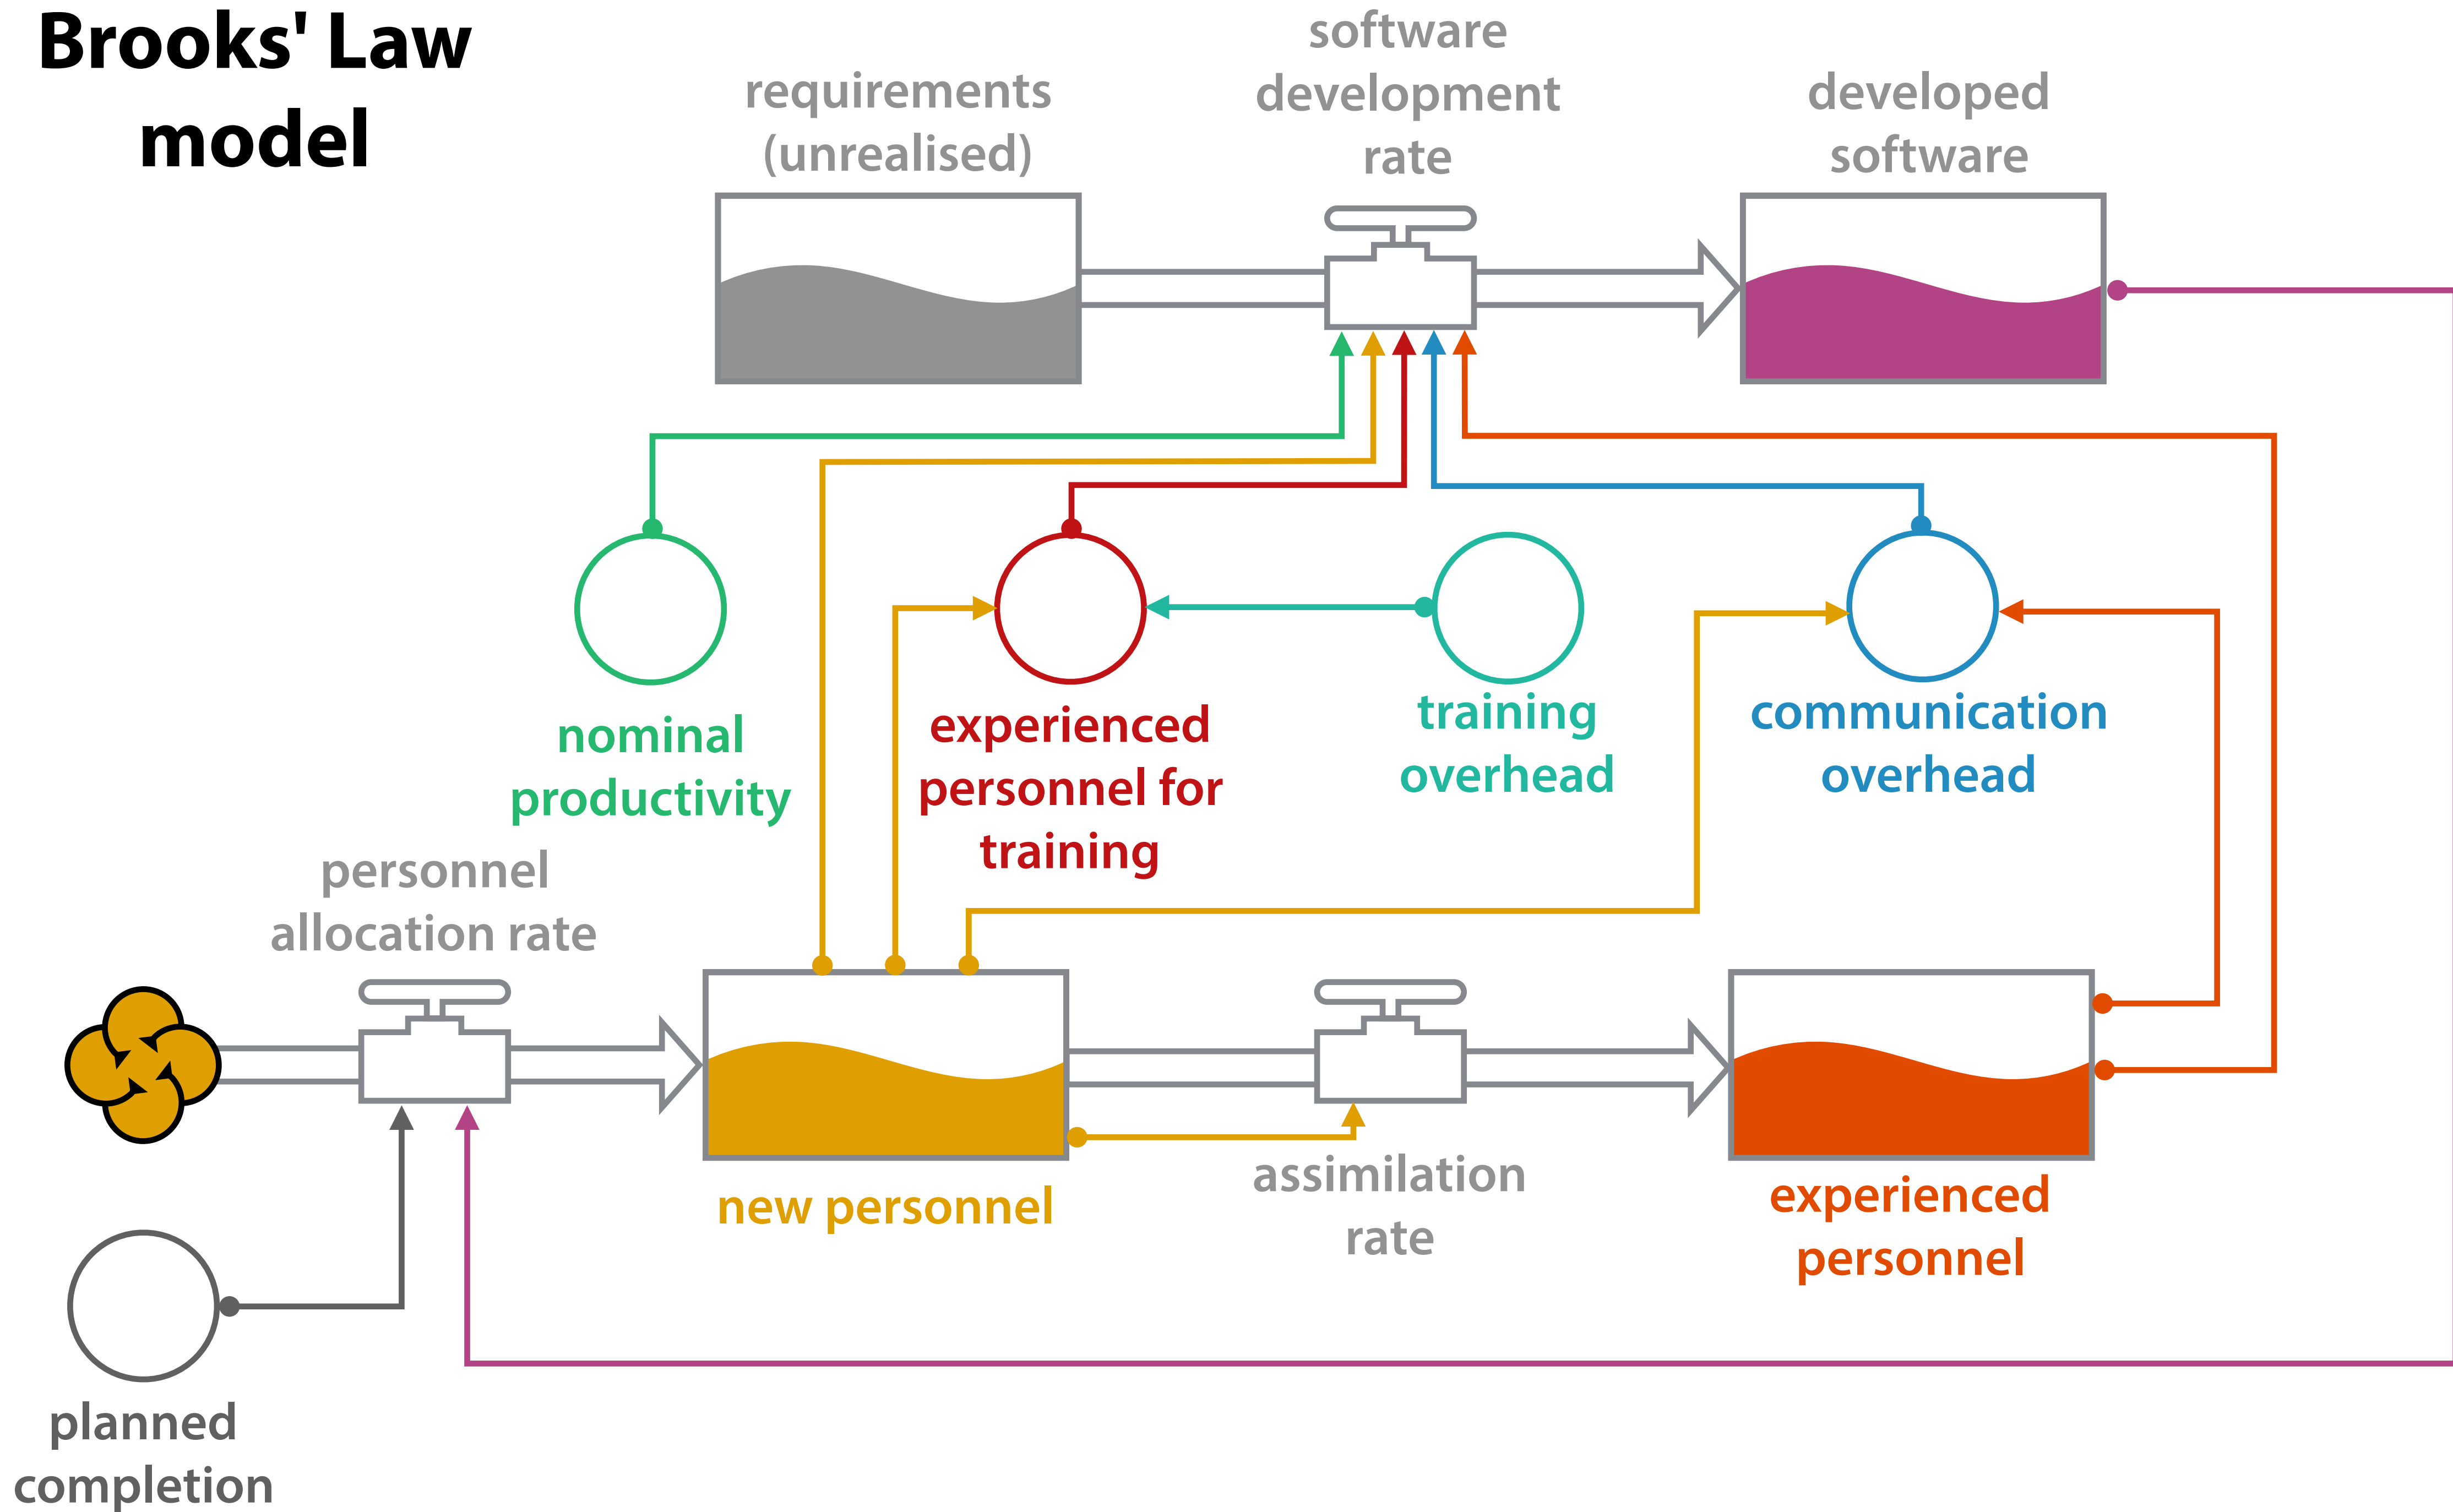 Brooks' Law
model
requirements
(unrealised)
software
development
rate
developed
software
nominal
productivity
experienced
personnel for
training
training
overhead
communication
overhead
personnel
allocation rate
new personnel
assimilation
rate
experienced
personnel
planned
completion